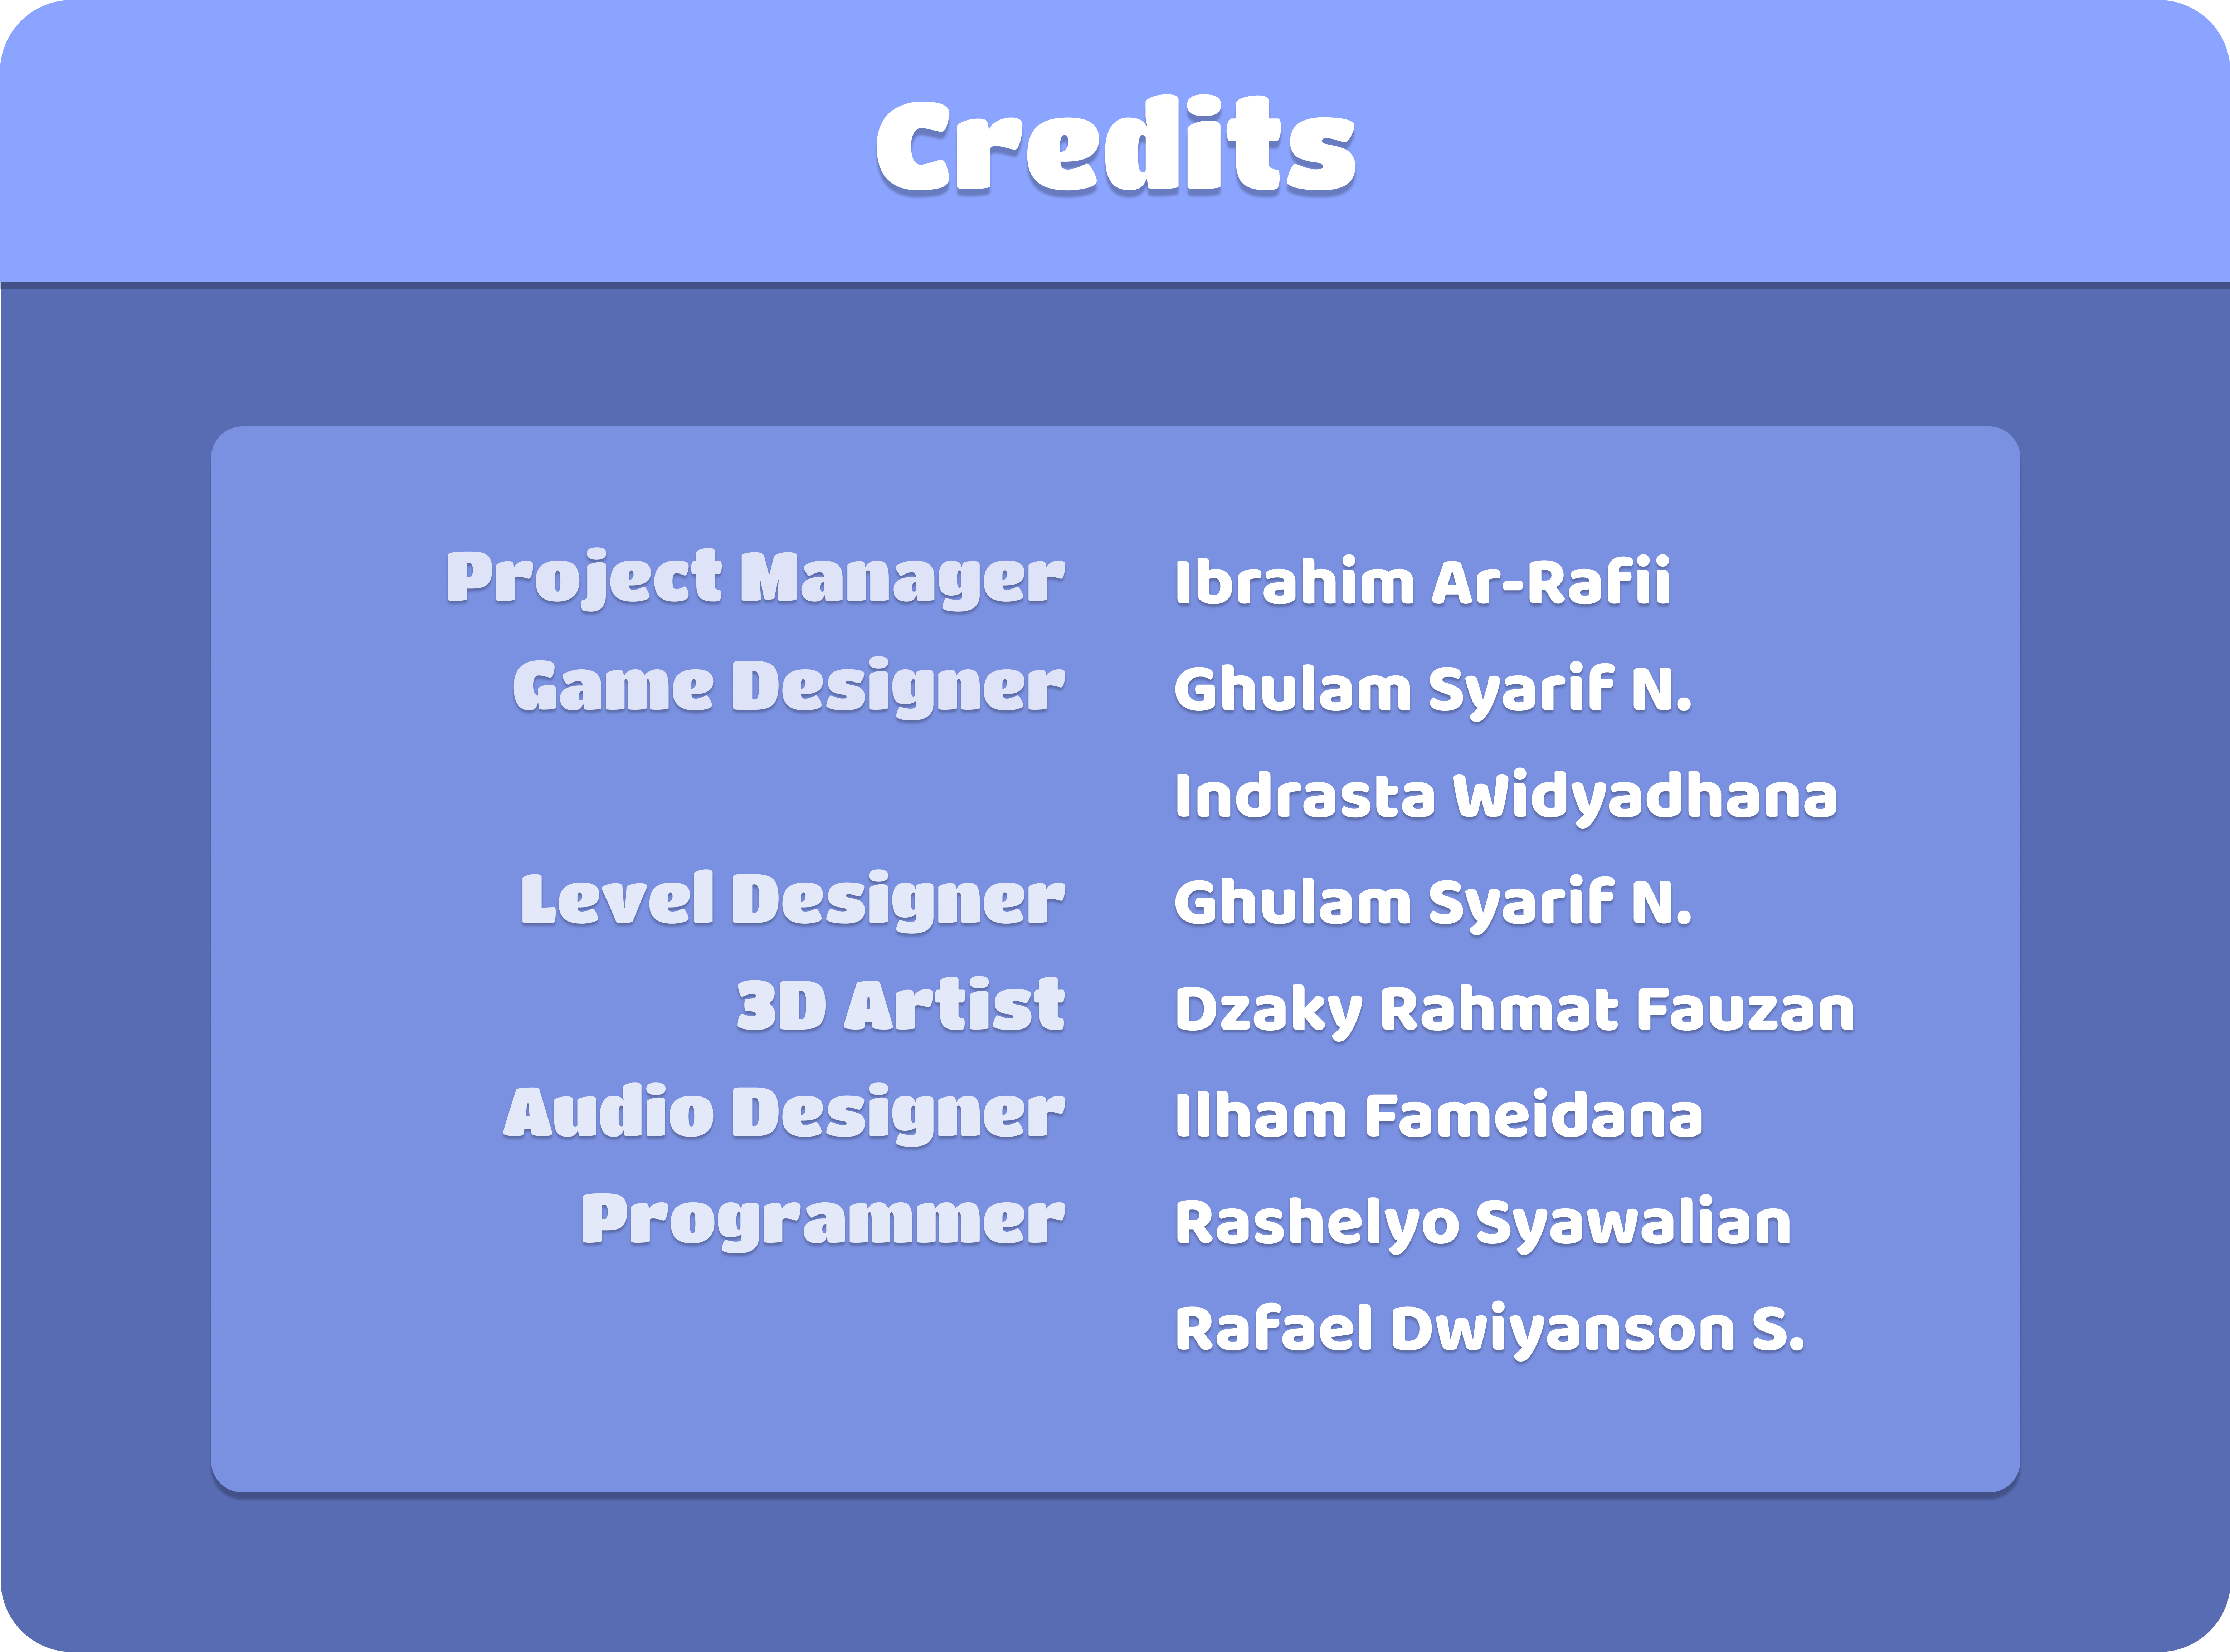 Credits
Project Manager Ibrahim Ar-Rafii
Game Designer Ghulam Syarif N.
Indrasta Widyadhana
Level Designer Ghulam Syarif N.
3D Artist Dzaky Rahmat Fauzan
Audio Designer Ilham Fameidana
Programmer Rashelyo Syawalian
Rafael Dwiyanson S.